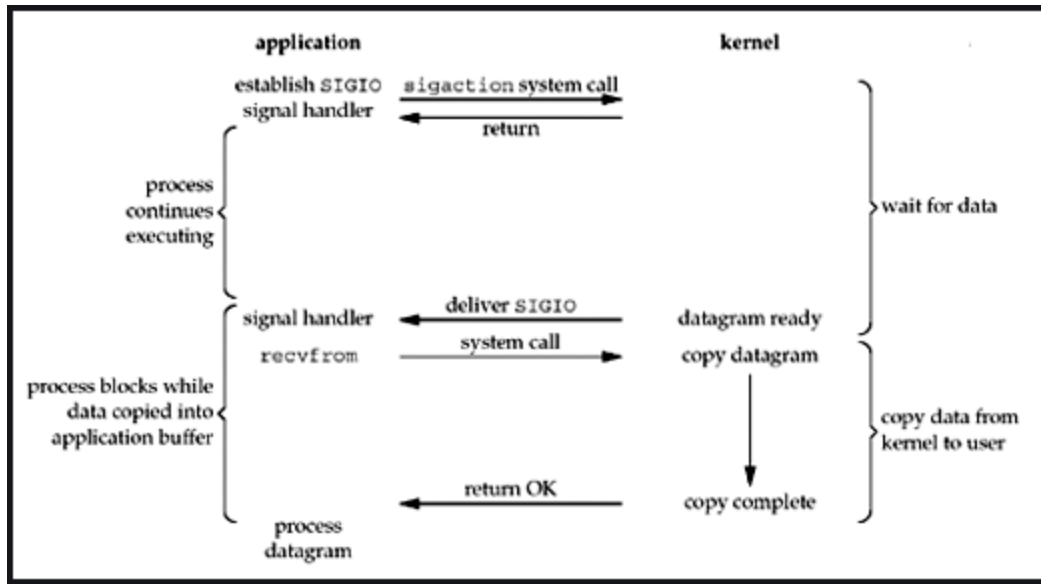 application kernel
establish SIGIO sigaction system call
signal handler
return
process
continues
executing
wait for data
deliver SIGIO
signal handler datagram ready
system call
recvfrom copy datagram
process blocks while
data copied into
application buffer
copy data from
kernel to user
return OK
copy complete
process
datagram